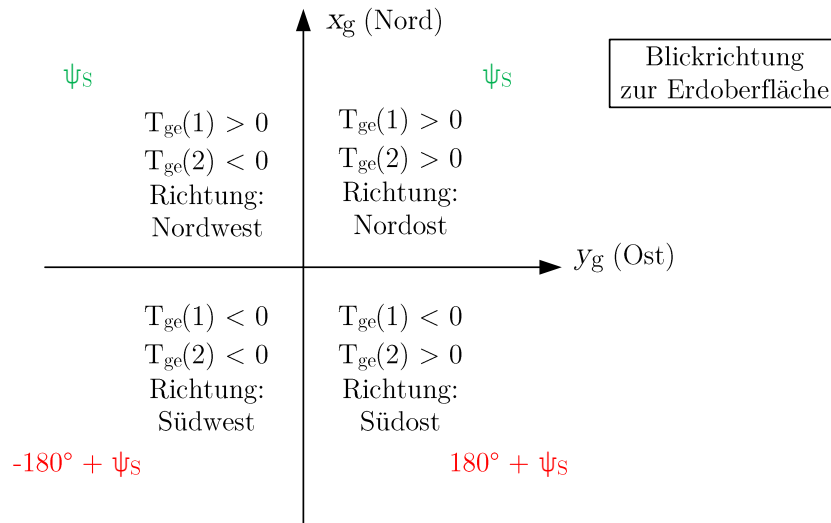 x_g (Nord)
Blickrichtung
zur Erdoberfläche
ψ_S
ψ_S
T_ge(1) > 0
T_ge(2) < 0
Richtung:
Nordwest
T_ge(1) > 0
T_ge(2) > 0
Richtung:
Nordost
y_g (Ost)
T_ge(1) < 0
T_ge(2) < 0
Richtung:
Südwest
T_ge(1) < 0
T_ge(2) > 0
Richtung:
Südost
-180° + ψ_S
180° + ψ_S